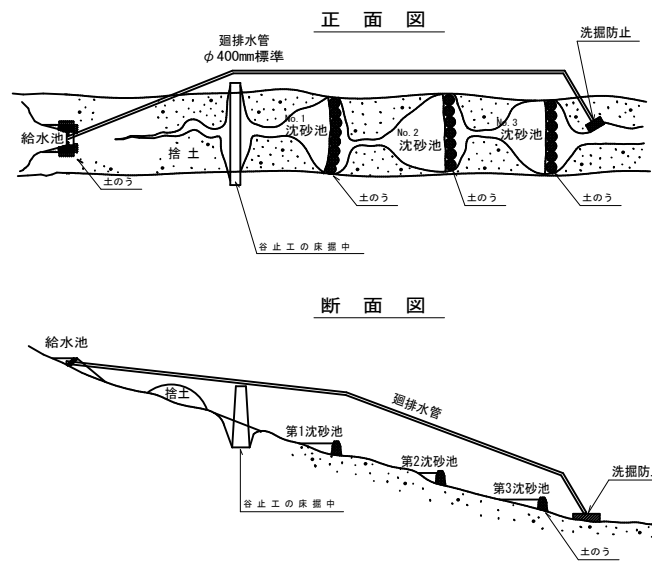 正面図
洗掘防止
廻排水管
φ400mm標準
給水池
No.1
沈砂池
No.2
沈砂池
No.3
沈砂池
捨土
土のう
土のう
土のう
土のう
谷止工の床掘中
断面図
給水池
捨土
廻排水管
第1沈砂池
第2沈砂池
第3沈砂池
洗掘防止
谷止工の床掘中
土のう